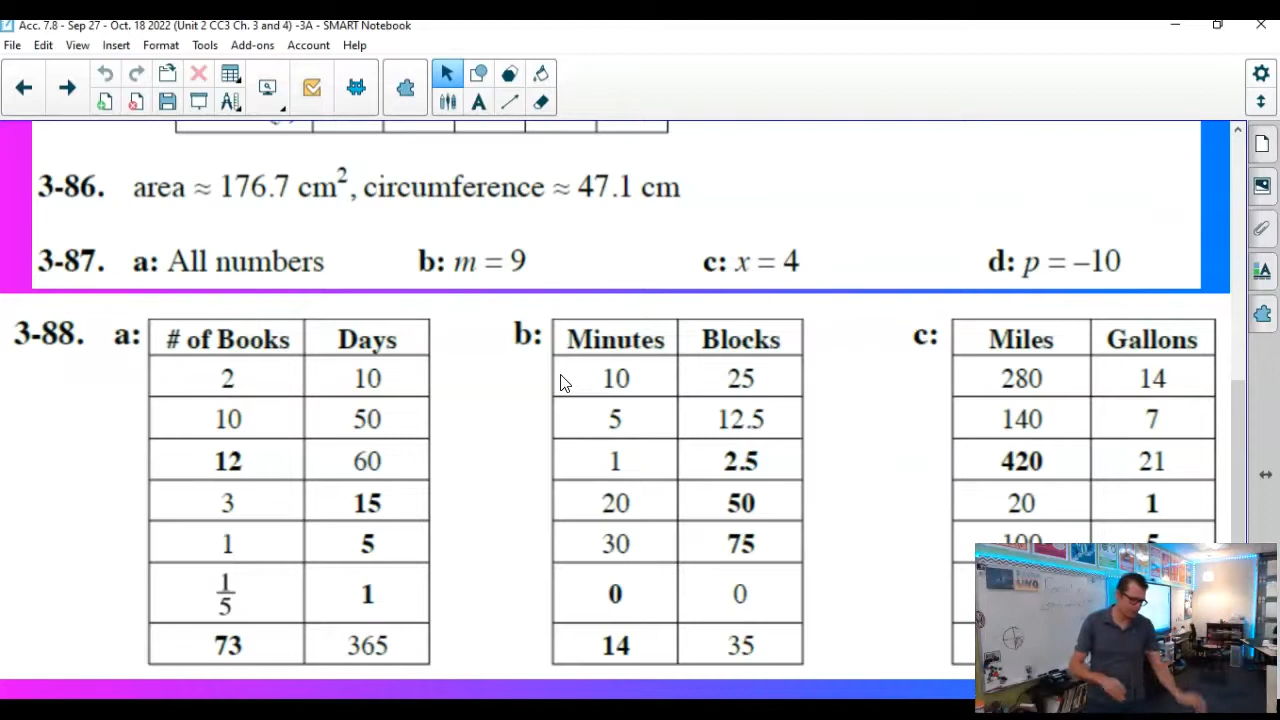 Acc. 7.8 - Sep 27 - Oct. 18 2022 (Unit 2 CC3 Ch. 3 and 4) -3A - SMART Notebook
File Edit View Insert Format Tools Add-ons Account Help
3-86. area ≈ 176.7 cm², circumference ≈ 47.1 cm
3-87. a: All numbers b: m = 9 c: x = 4 d: p = –10
3-88. a:
# of Books Days
2 10
10 50
12 60
3 15
1 5
1/5 1
73 365
b:
Minutes Blocks
10 25
5 12.5
1 2.5
20 50
30 75
0 0
14 35
c:
Miles Gallons
280 14
140 7
420 21
20 1